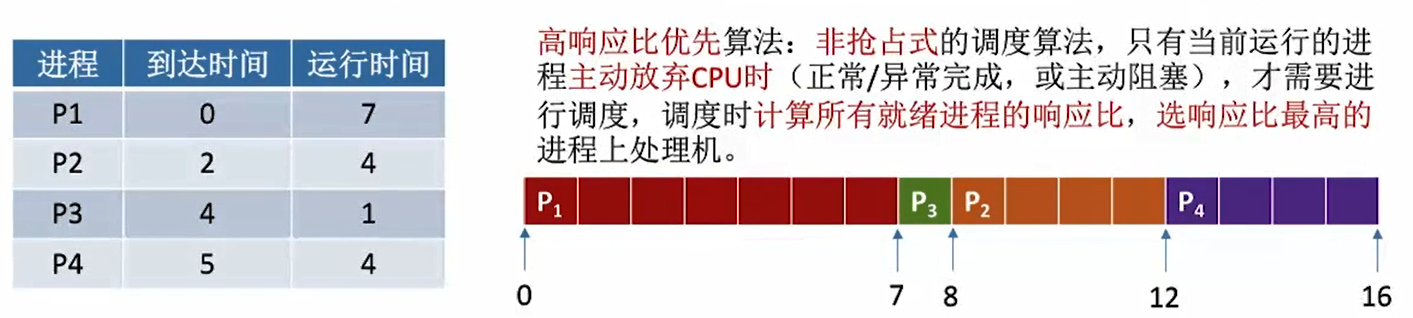 进程 到达时间 运行时间
P1 0 7
P2 2 4
P3 4 1
P4 5 4
高响应比优先算法：非抢占式的调度算法，只有当前运行的进
程主动放弃CPU时（正常/异常完成，或主动阻塞），才需要进
行调度，调度时计算所有就绪进程的响应比，选响应比最高的
进程上处理机。
P₁ P₃ P₂ P₄
0 7 8 12 16